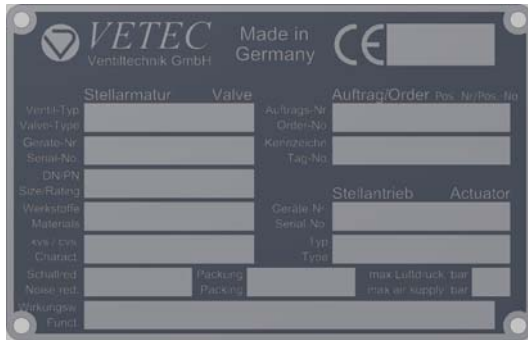 VETEC
Ventiltechnik GmbH
Made in
Germany
CE
Stellarmatur Valve
Auftrag/Order Pos.-Nr/Pos.-No
Ventil-Typ
Valve-Type
Auftrags-Nr
Order-No.
Geräte-Nr
Serial-No.
Kennzeichn
Tag-No.
DN/PN
Size/Rating
Stellantrieb Actuator
Werkstoffe
Materials
Geräte Nr
Serial No.
kvs / cvs
Charact.
Typ
Type
Schallred
Noise red.
Packung
Packing
max Luftdruck. bar
max air supply. bar
Wirkungsw.
Funct.